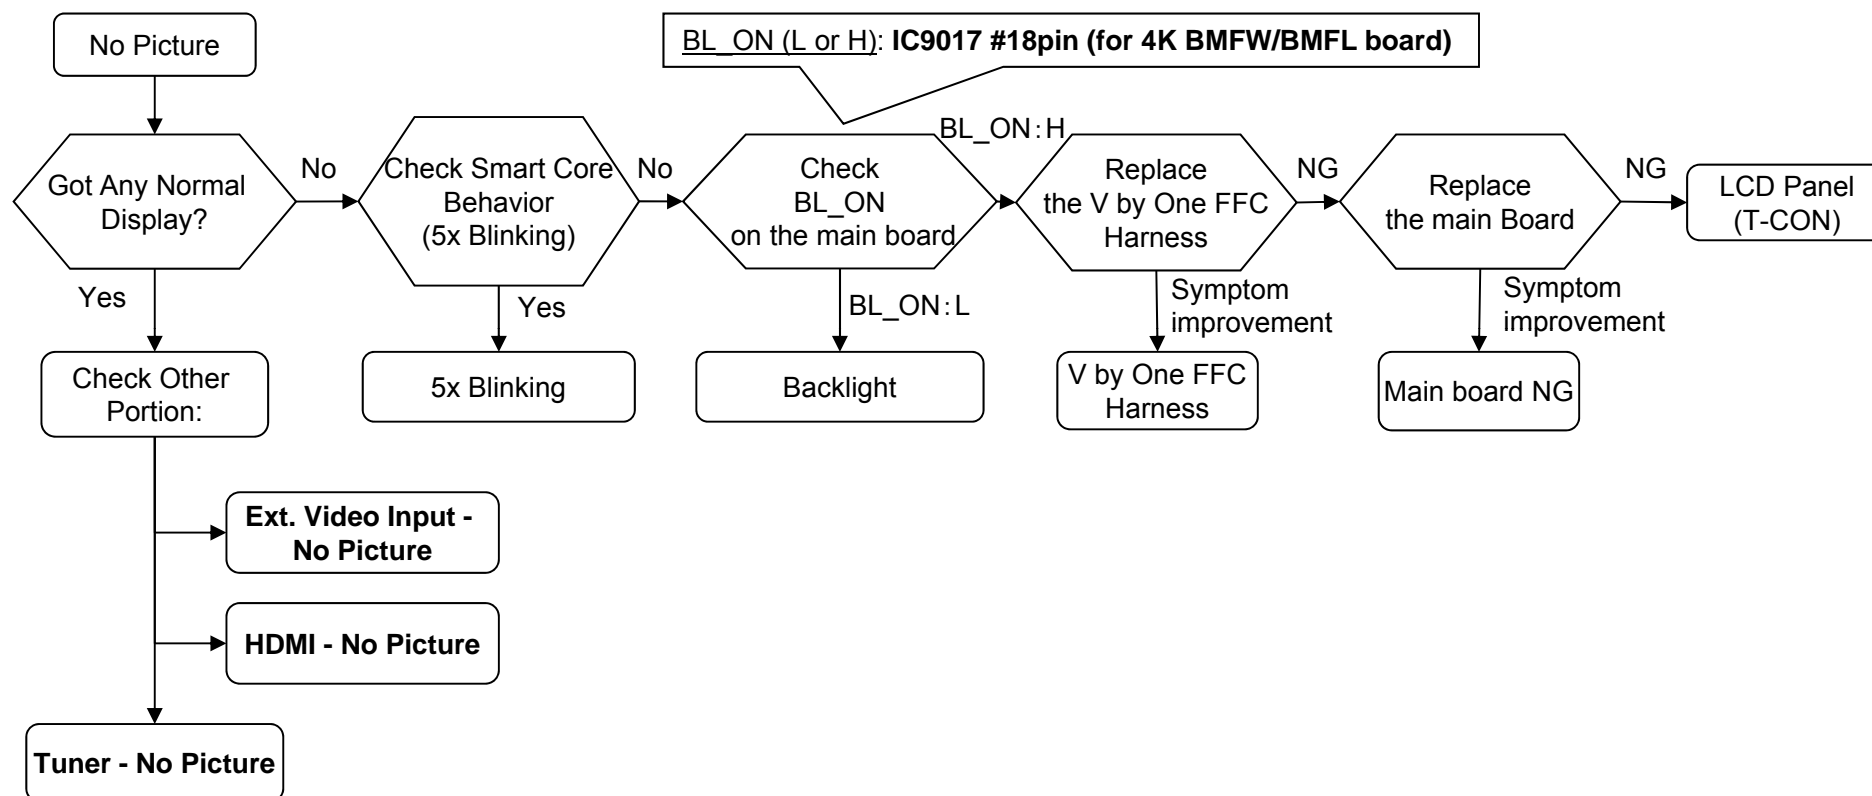 No Picture
BL_ON (L or H): IC9017 #18pin (for 4K BMFW/BMFL board)
Got Any Normal
Display?
No
Yes
Check Smart Core
Behavior
(5x Blinking)
No
Yes
Check
BL_ON
on the main board
BL_ON:H
BL_ON:L
Replace
the V by One FFC
Harness
NG
Symptom
improvement
Replace
the main Board
NG
Symptom
improvement
LCD Panel
(T-CON)
Check Other
Portion:
5x Blinking
Backlight
V by One FFC
Harness
Main board NG
Ext. Video Input -
No Picture
HDMI - No Picture
Tuner - No Picture